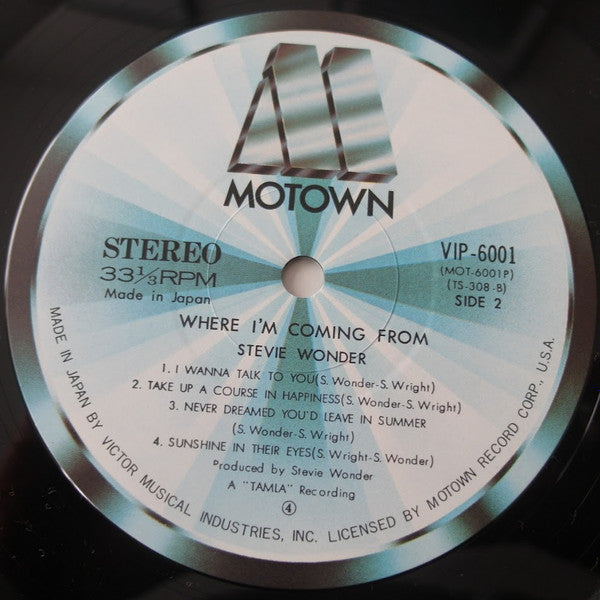 MOTOWN
STEREO
33⅓RPM
Made in Japan
VIP-6001
(MOT-6001P)
(TS-308-B)
SIDE 2
WHERE I'M COMING FROM
STEVIE WONDER
1. I WANNA TALK TO YOU(S. Wonder-S. Wright)
2. TAKE UP A COURSE IN HAPPINESS(S. Wonder-S. Wright)
3. NEVER DREAMED YOU'D LEAVE IN SUMMER
(S. Wonder-S. Wright)
4. SUNSHINE IN THEIR EYES(S. Wright-S. Wonder)
Produced by Stevie Wonder
A "TAMLA" Recording
④
MADE IN JAPAN BY VICTOR MUSICAL INDUSTRIES, INC. LICENSED BY MOTOWN RECORD CORP., U.S.A.